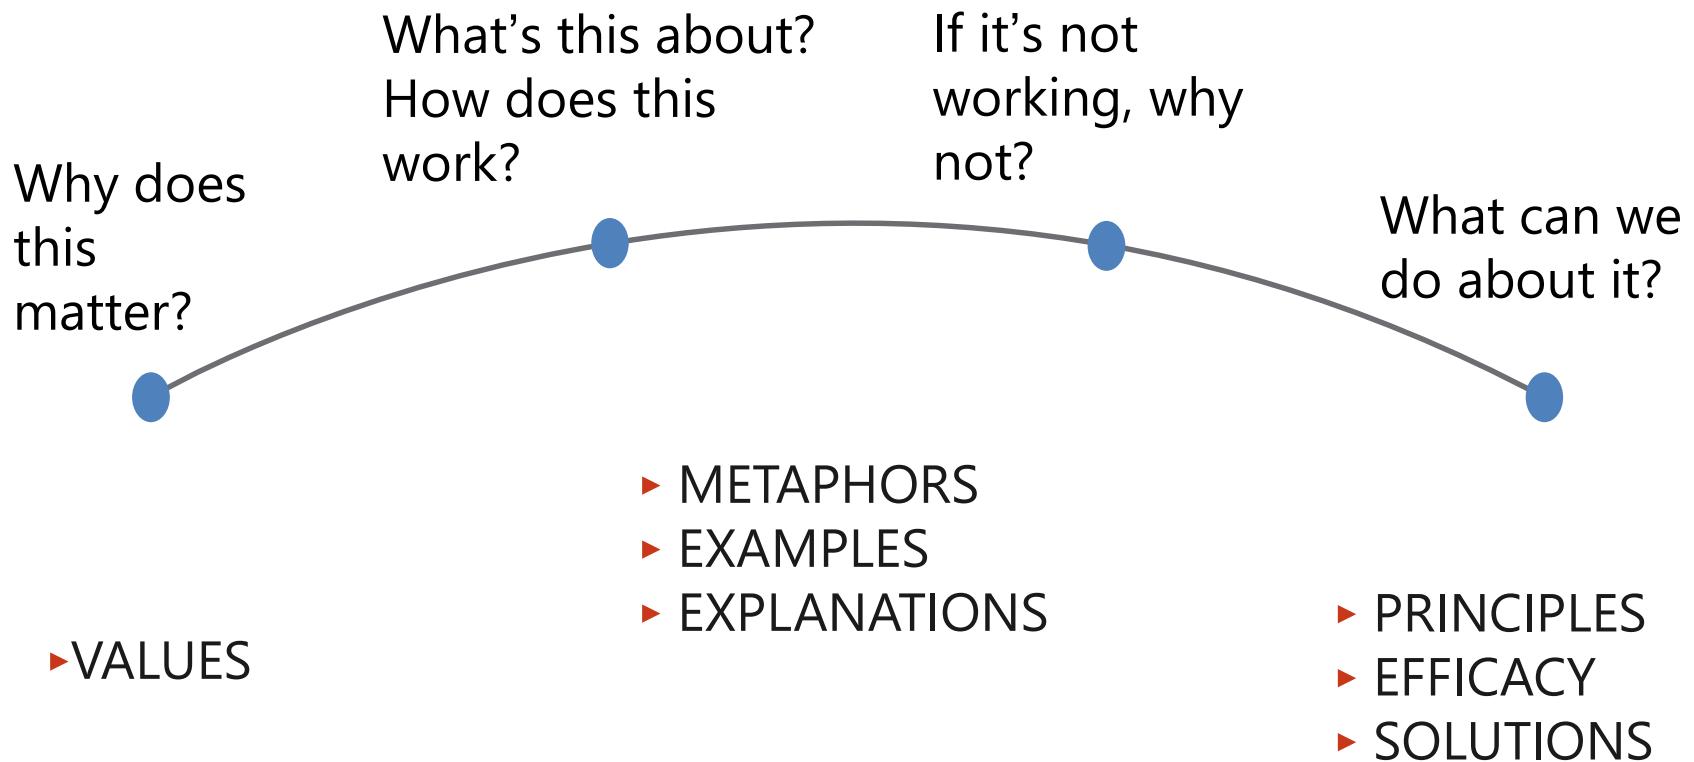 Why does
this
matter?
What’s this about?
How does this
work?
If it’s not
working, why
not?
What can we
do about it?
▸VALUES
▸ METAPHORS
▸ EXAMPLES
▸ EXPLANATIONS
▸ PRINCIPLES
▸ EFFICACY
▸ SOLUTIONS